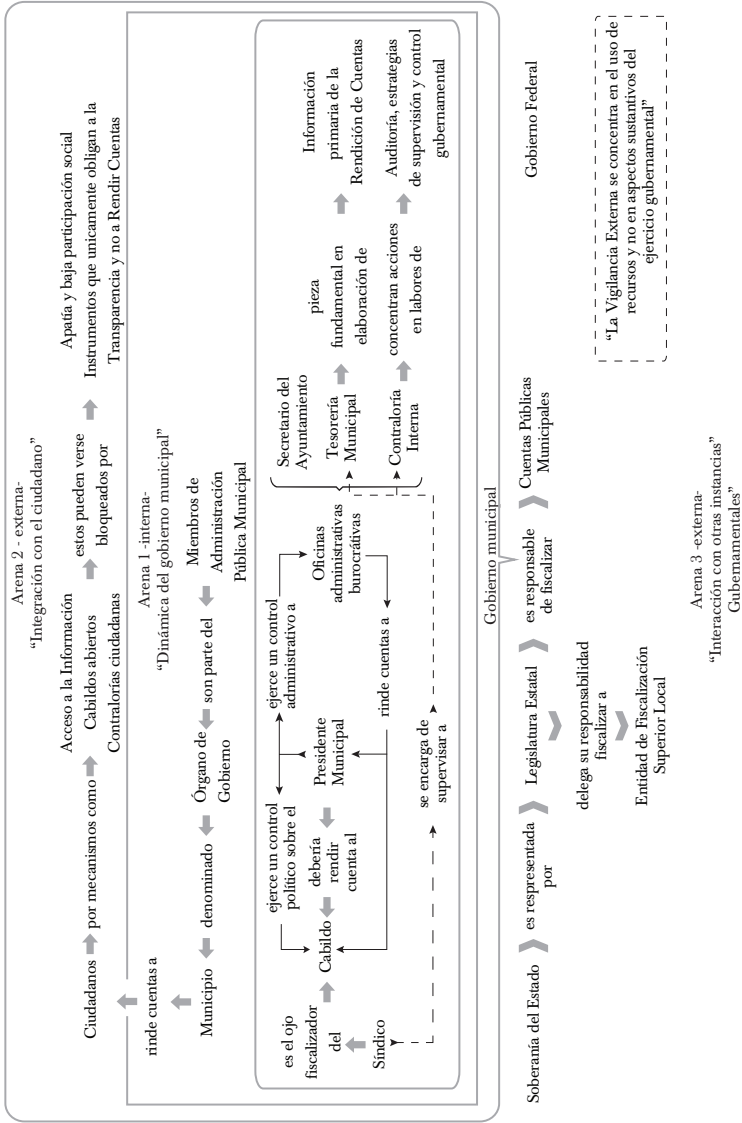 Arena 2 - externa-
“Integración con el ciudadano”
Ciudadanos
por mecanismos como
Acceso a la Información
Cabildos abiertos
Contralorías ciudadanas
estos pueden verse
bloqueados por
Apatía y baja participación social
Instrumentos que unicamente obligan a la
Transparencia y no a Rendir Cuentas
rinde cuentas a
Arena 1 -interna-
“Dinámica del gobierno municipal”
Municipio
denominado
Órgano de
Gobierno
son parte del
Miembros de
Administración
Pública Municipal
es el ojo
fiscalizador
del
Síndico
Cabildo
ejerce un control
político sobre el
debería
rendir
cuenta al
Presidente
Municipal
ejerce un control
administrativo a
Oficinas
administrativas
burocrátivas
rinde cuentas a
se encarga de
supervisar a
Secretario del
Ayuntamiento
Tesorería
Municipal
Contraloría
Interna
pieza
fundamental en
elaboración de
concentran acciones
en labores de
Información
primaria de la
Rendición de Cuentas
Auditoría, estrategias
de supervisión y control
gubernamental
Gobierno municipal
Soberanía del Estado
es respresentada
por
Legislatura Estatal
es responsable
de fiscalizar
Cuentas Públicas
Municipales
Gobierno Federal
delega su responsabilidad
fiscalizar a
Entidad de Fiscalización
Superior Local
“La Vigilancia Externa se concentra en el uso de
recursos y no en aspectos sustantivos del
ejercicio gubernamental”
Arena 3 -externa-
“Interacción con otras instancias”
Gubernamentales”